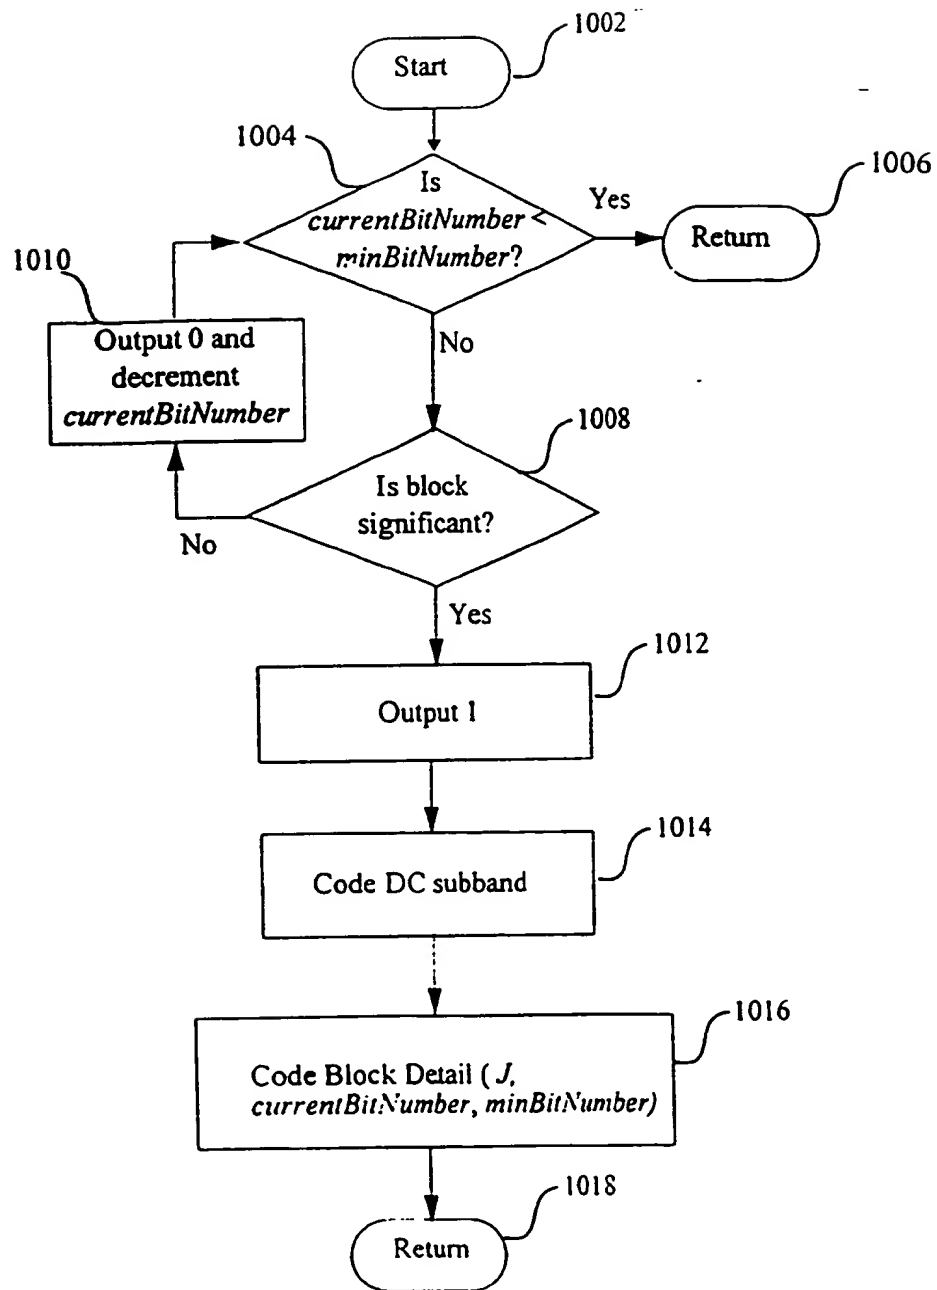 1002
Start
1004
Is
currentBitNumber <
minBitNumber?
Yes
1006
Return
1010
Output 0 and
decrement
currentBitNumber
No
1008
Is block
significant?
No
Yes
1012
Output 1
1014
Code DC subband
1016
Code Block Detail ( J,
currentBitNumber, minBitNumber)
1018
Return